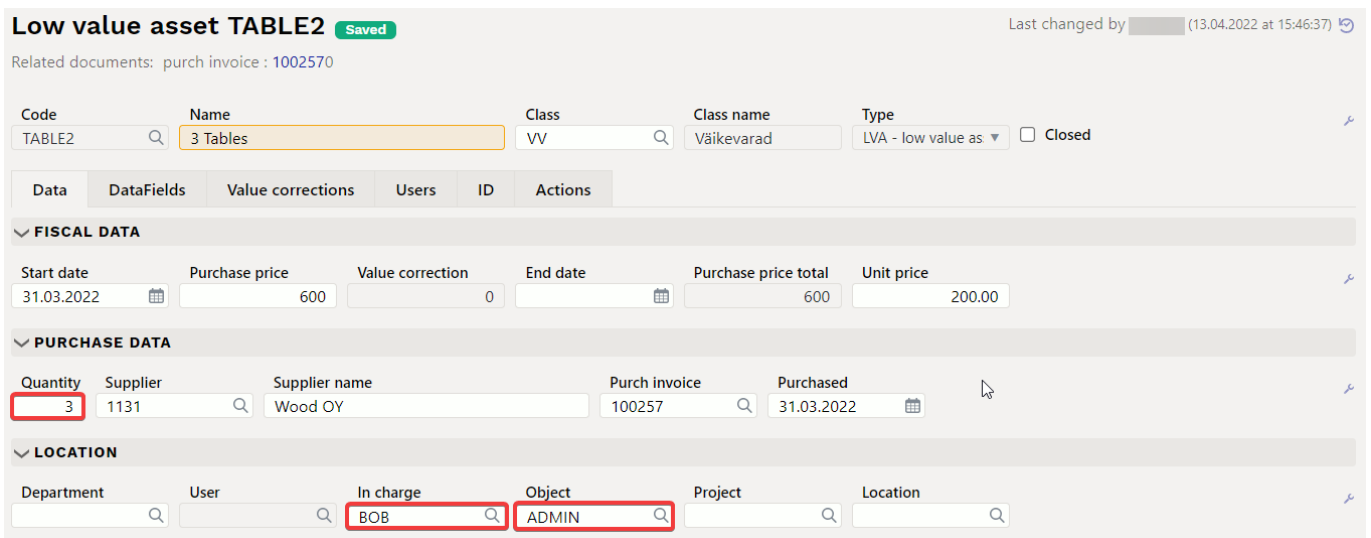 Low value asset TABLE2 Saved Last changed by (13.04.2022 at 15:46:37)
Related documents: purch invoice : 1002570
Code Name Class Class name Type
TABLE2 3 Tables VV Väikevarad LVA - low value as Closed
Data DataFields Value corrections Users ID Actions
FISCAL DATA
Start date Purchase price Value correction End date Purchase price total Unit price
31.03.2022 600 0 600 200.00
PURCHASE DATA
Quantity Supplier Supplier name Purch invoice Purchased
3 1131 Wood OY 100257 31.03.2022
LOCATION
Department User In charge Object Project Location
BOB ADMIN